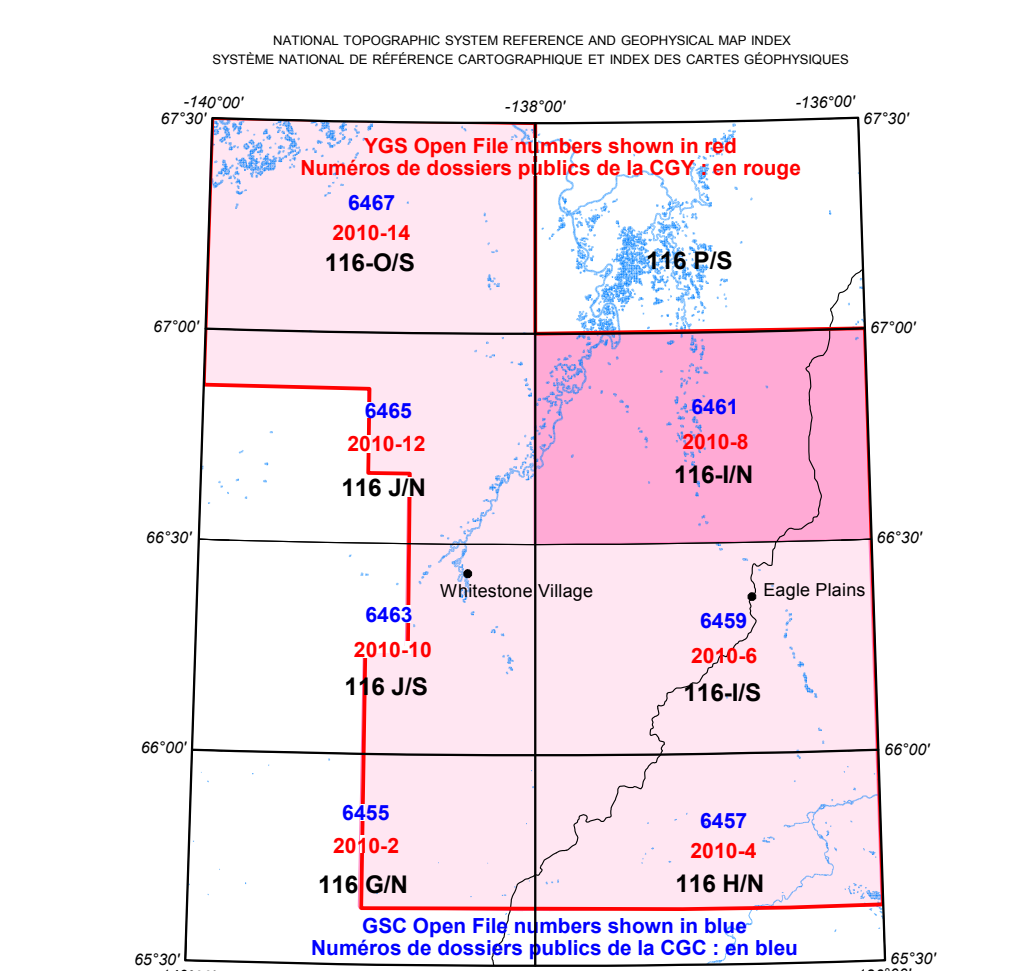 NATIONAL TOPOGRAPHIC SYSTEM REFERENCE AND GEOPHYSICAL MAP INDEX
SYSTÈME NATIONAL DE RÉFÉRENCE CARTOGRAPHIQUE ET INDEX DES CARTES GÉOPHYSIQUES
-140°00'
-138°00'
-136°00'
67°30'
67°30'
YGS Open File numbers shown in red
Numéros de dossiers publics de la CGY : en rouge
6467
2010-14
116-O/S
116 P/S
67°00'
67°00'
6465
2010-12
116 J/N
6461
2010-8
116-I/N
66°30'
66°30'
Whitestone Village
Eagle Plains
6463
2010-10
116 J/S
6459
2010-6
116-I/S
66°00'
66°00'
6455
2010-2
116 G/N
6457
2010-4
116 H/N
GSC Open File numbers shown in blue
Numéros de dossiers publics de la CGC : en bleu
65°30'
65°30'